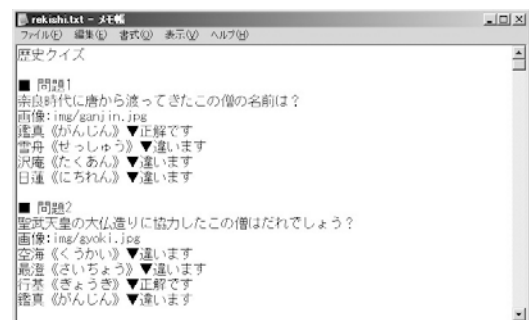 rekishi.txt - メモ帳
ファイル(F) 編集(E) 書式(O) 表示(V) ヘルプ(H)
歴史クイズ
■ 問題1
奈良時代に唐から渡ってきたこの僧の名前は？
画像:img/ganjin.jpg
鑑真《がんじん》▼正解です
雪舟《せっしゅう》▼違います
沢庵《たくあん》▼違います
日蓮《にちれん》▼違います
■ 問題2
聖武天皇の大仏造りに協力したこの僧はだれでしょう？
画像:img/gyoki.jpg
空海《くうかい》▼違います
最澄《さいちょう》▼違います
行基《ぎょうき》▼正解です
鑑真《がんじん》▼違います